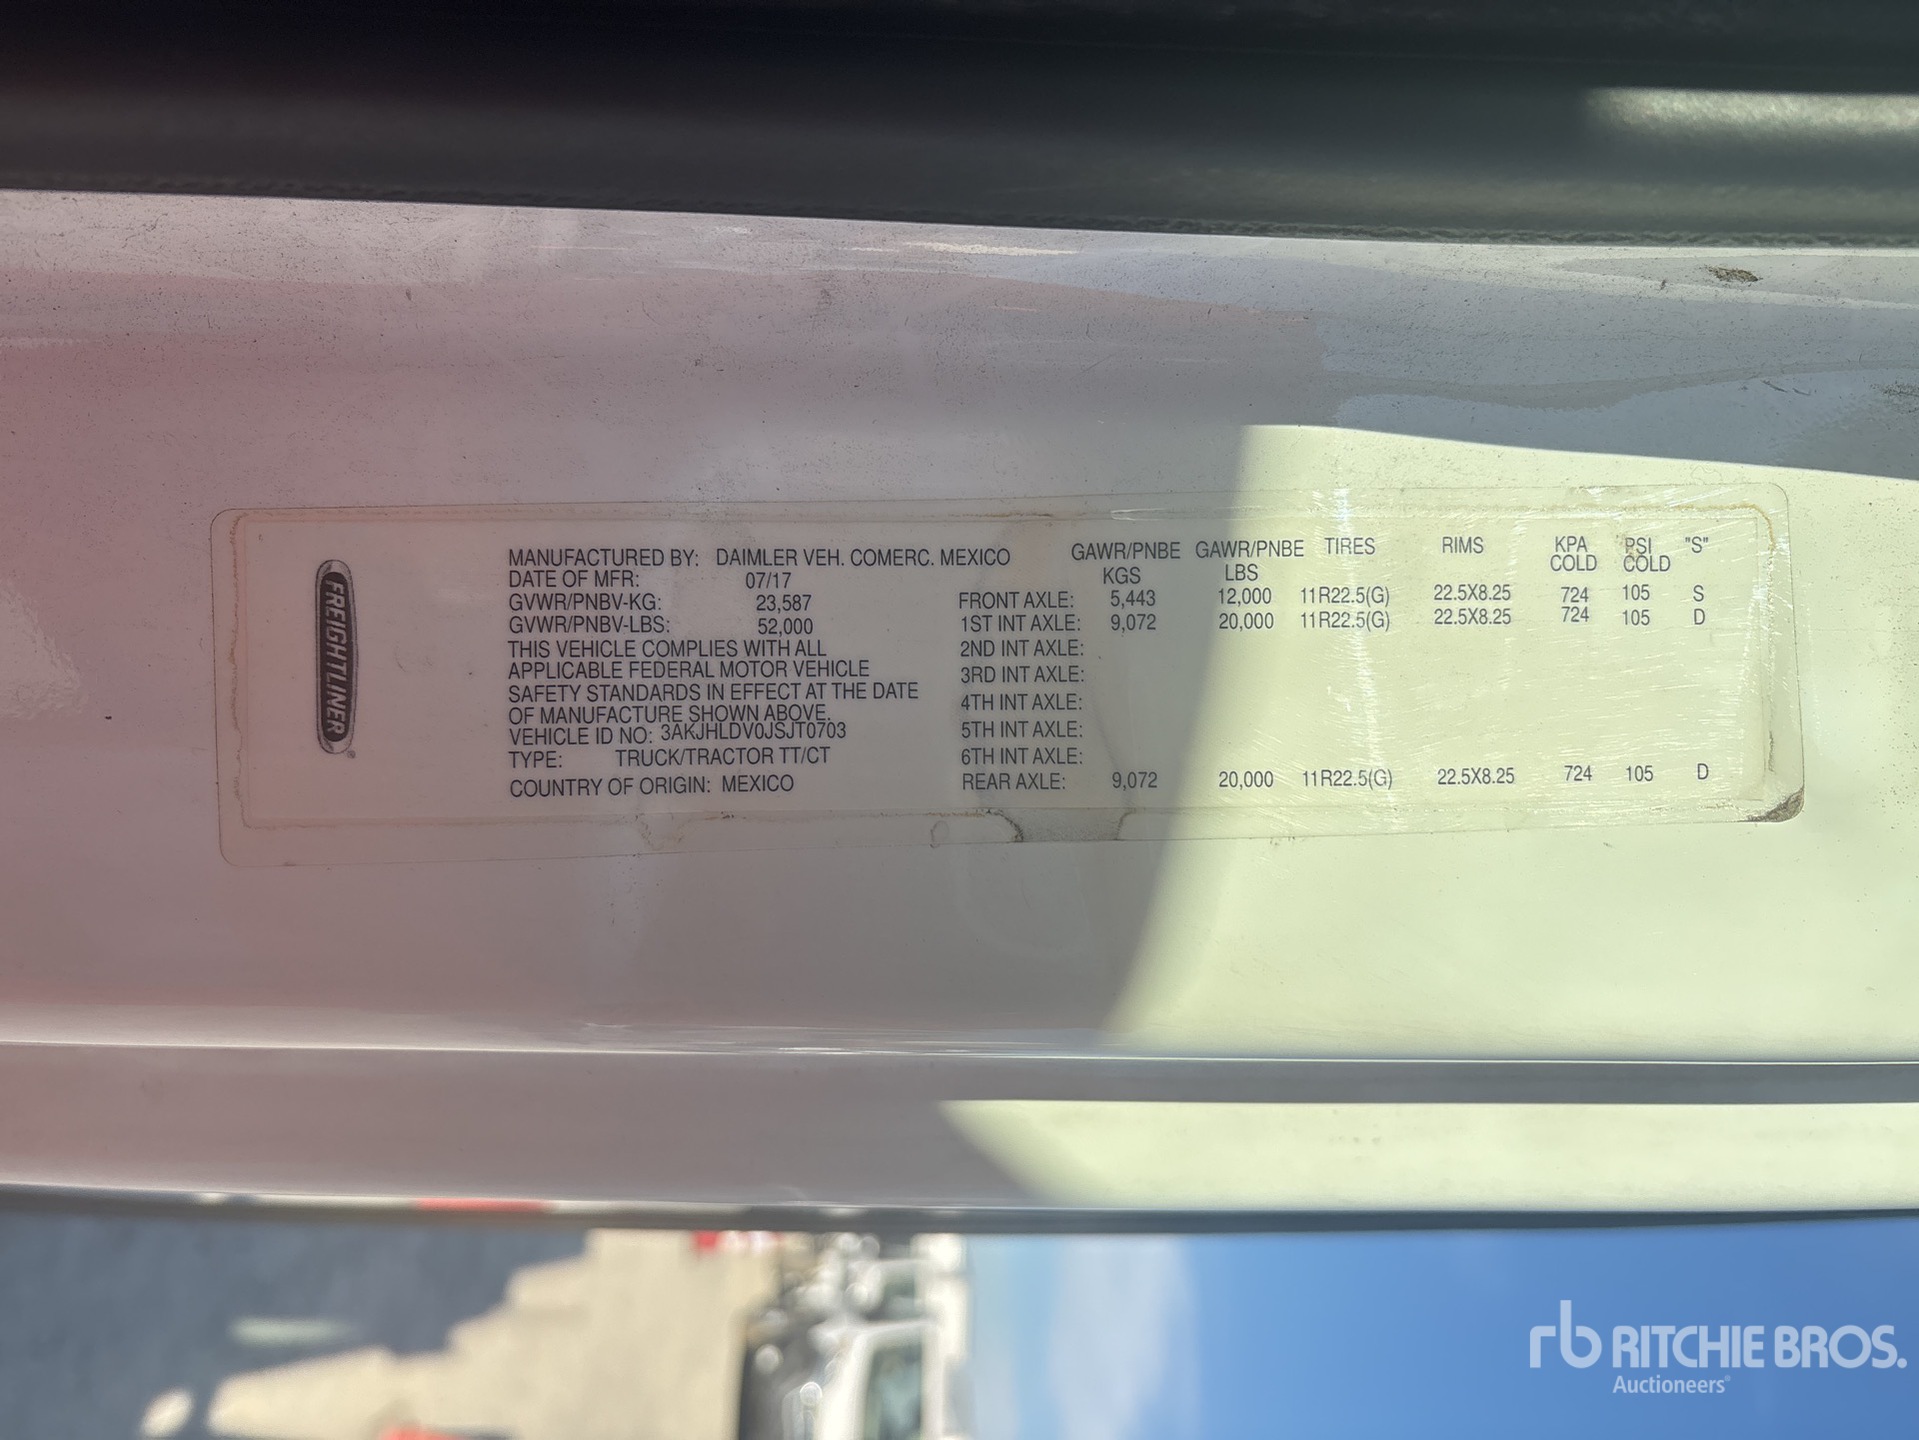 FREIGHTLINER
MANUFACTURED BY: DAIMLER VEH. COMERC. MEXICO
DATE OF MFR: 07/17
GVWR/PNBV-KG: 23,587
GVWR/PNBV-LBS: 52,000
THIS VEHICLE COMPLIES WITH ALL
APPLICABLE FEDERAL MOTOR VEHICLE
SAFETY STANDARDS IN EFFECT AT THE DATE
OF MANUFACTURE SHOWN ABOVE.
VEHICLE ID NO: 3AKJHLDV0JSJT0703
TYPE: TRUCK/TRACTOR TT/CT
COUNTRY OF ORIGIN: MEXICO
GAWR/PNBE GAWR/PNBE TIRES RIMS KPA PSI "S"
KGS LBS COLD COLD
FRONT AXLE: 5,443 12,000 11R22.5(G) 22.5X8.25 724 105 S
1ST INT AXLE: 9,072 20,000 11R22.5(G) 22.5X8.25 724 105 D
2ND INT AXLE:
3RD INT AXLE:
4TH INT AXLE:
5TH INT AXLE:
6TH INT AXLE:
REAR AXLE: 9,072 20,000 11R22.5(G) 22.5X8.25 724 105 D
rb RITCHIE BROS.
Auctioneers